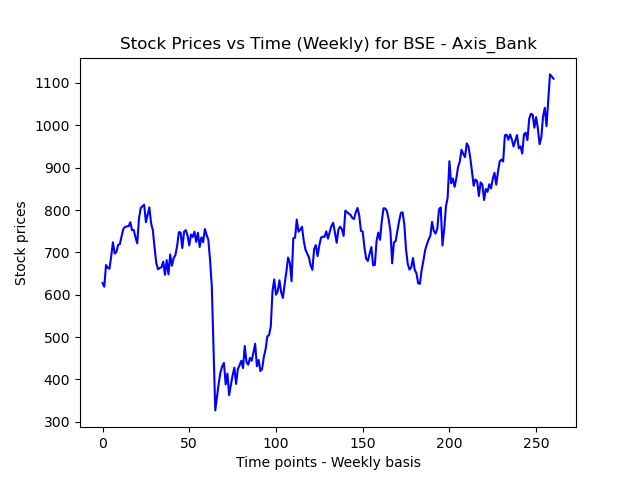 Stock Prices vs Time (Weekly) for BSE - Axis_Bank
1100
1000
900
800
700
600
500
400
300
Stock prices
0 50 100 150 200 250
Time points - Weekly basis